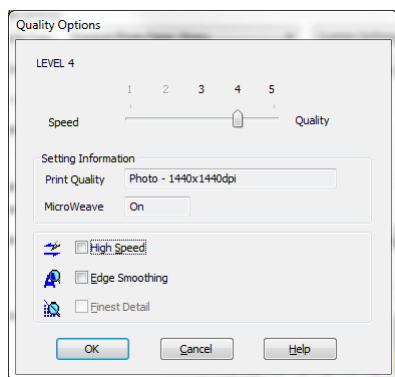 Quality Options
LEVEL 4
1 2 3 4 5
Speed Quality
Setting Information
Print Quality Photo - 1440x1440dpi
MicroWeave On
High Speed
Edge Smoothing
Finest Detail
OK Cancel Help